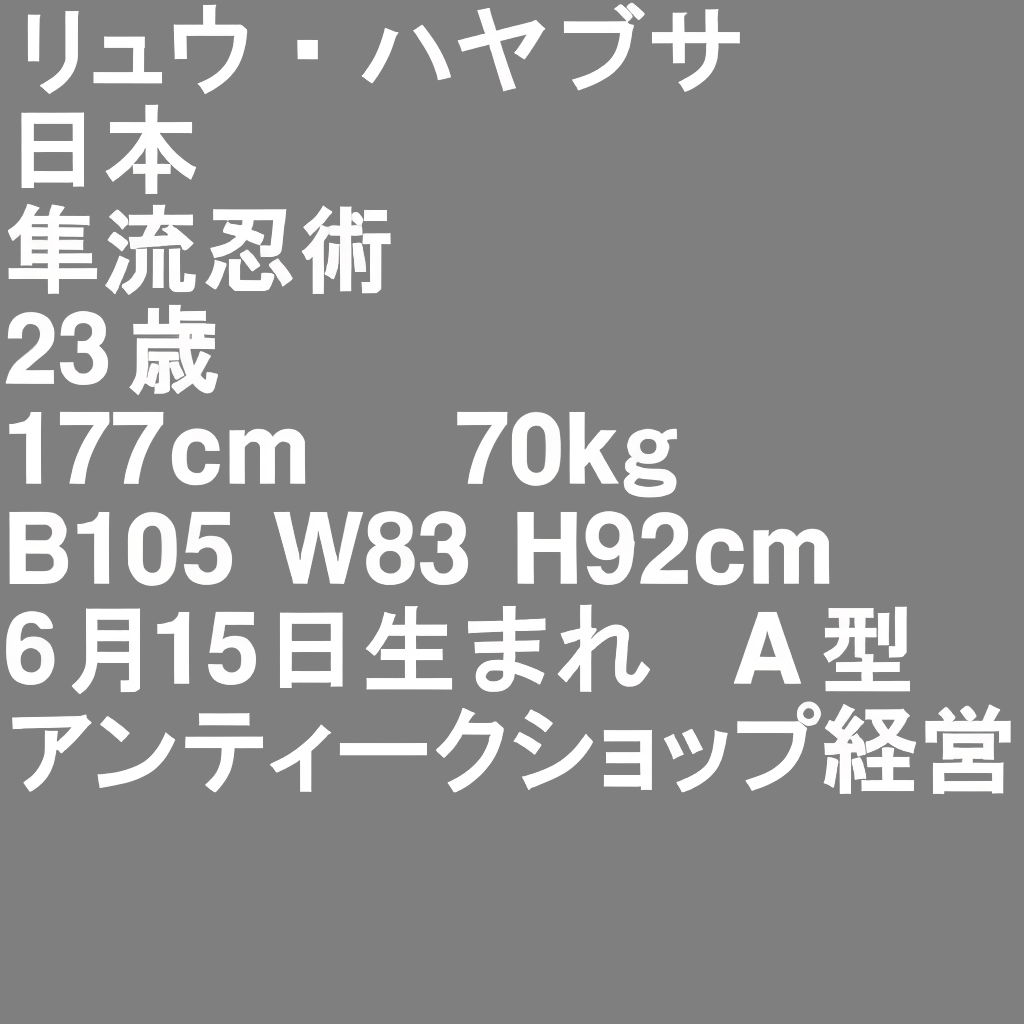 リュウ・ハヤブサ
日本
隼流忍術
23歳
177cm　70kg
B105 W83 H92cm
6月15日生まれ　A型
アンティークショップ経営